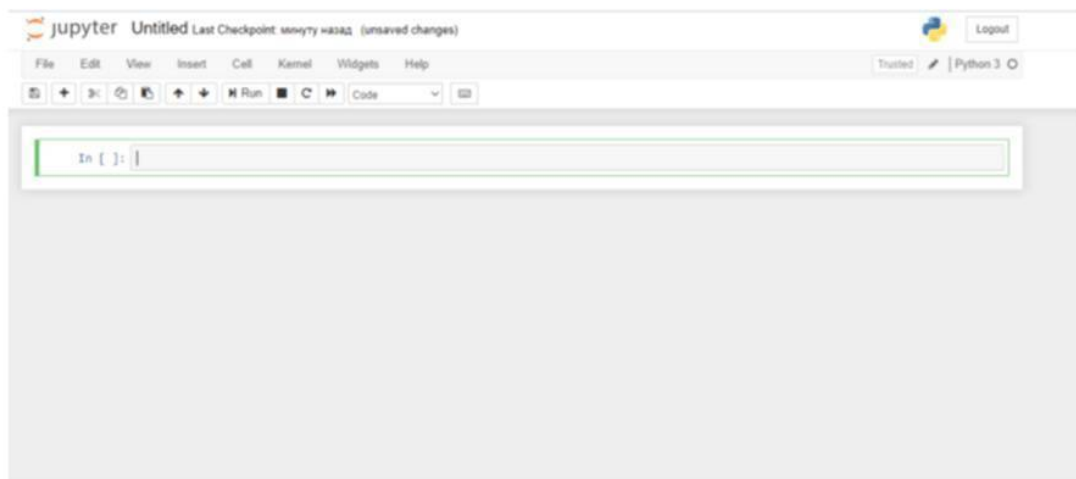 jupyter Untitled Last Checkpoint: минуту назад (unsaved changes) Logout
File Edit View Insert Cell Kernel Widgets Help Trusted Python 3
Run Code
In [ ]: